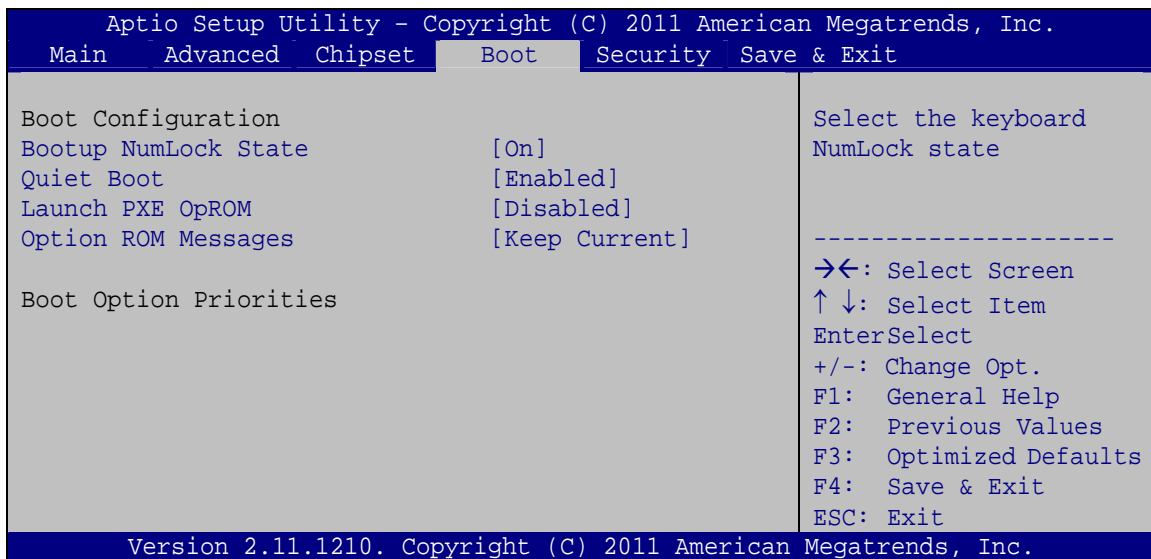 Aptio Setup Utility – Copyright (C) 2011 American Megatrends, Inc.
Main Advanced Chipset Boot Security Save & Exit
Boot Configuration
Bootup NumLock State [On]
Quiet Boot [Enabled]
Launch PXE OpROM [Disabled]
Option ROM Messages [Keep Current]
Boot Option Priorities
Select the keyboard
NumLock state
---------------------
→←: Select Screen
↑ ↓: Select Item
EnterSelect
+/-: Change Opt.
F1: General Help
F2: Previous Values
F3: Optimized Defaults
F4: Save & Exit
ESC: Exit
Version 2.11.1210. Copyright (C) 2011 American Megatrends, Inc.